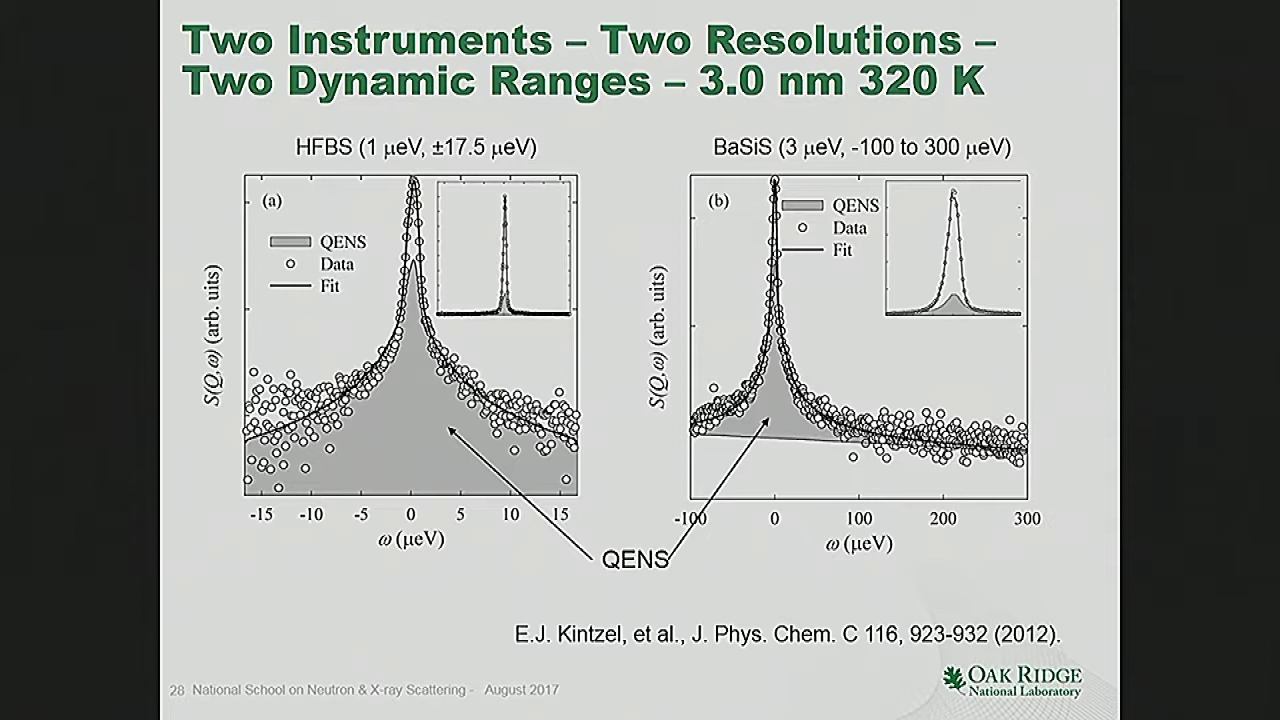 Two Instruments – Two Resolutions –
Two Dynamic Ranges – 3.0 nm 320 K
HFBS (1 μeV, ±17.5 μeV)
BaSiS (3 μeV, -100 to 300 μeV)
(a)
QENS
Data
Fit
S(Q,ω) (arb. uits)
-15 -10 -5 0 5 10 15
ω (μeV)
(b)
QENS
Data
Fit
S(Q,ω) (arb. uits)
-100 0 100 200 300
ω (μeV)
QENS
E.J. Kintzel, et al., J. Phys. Chem. C 116, 923-932 (2012).
28 National School on Neutron & X-ray Scattering - August 2017
OAK RIDGE
National Laboratory